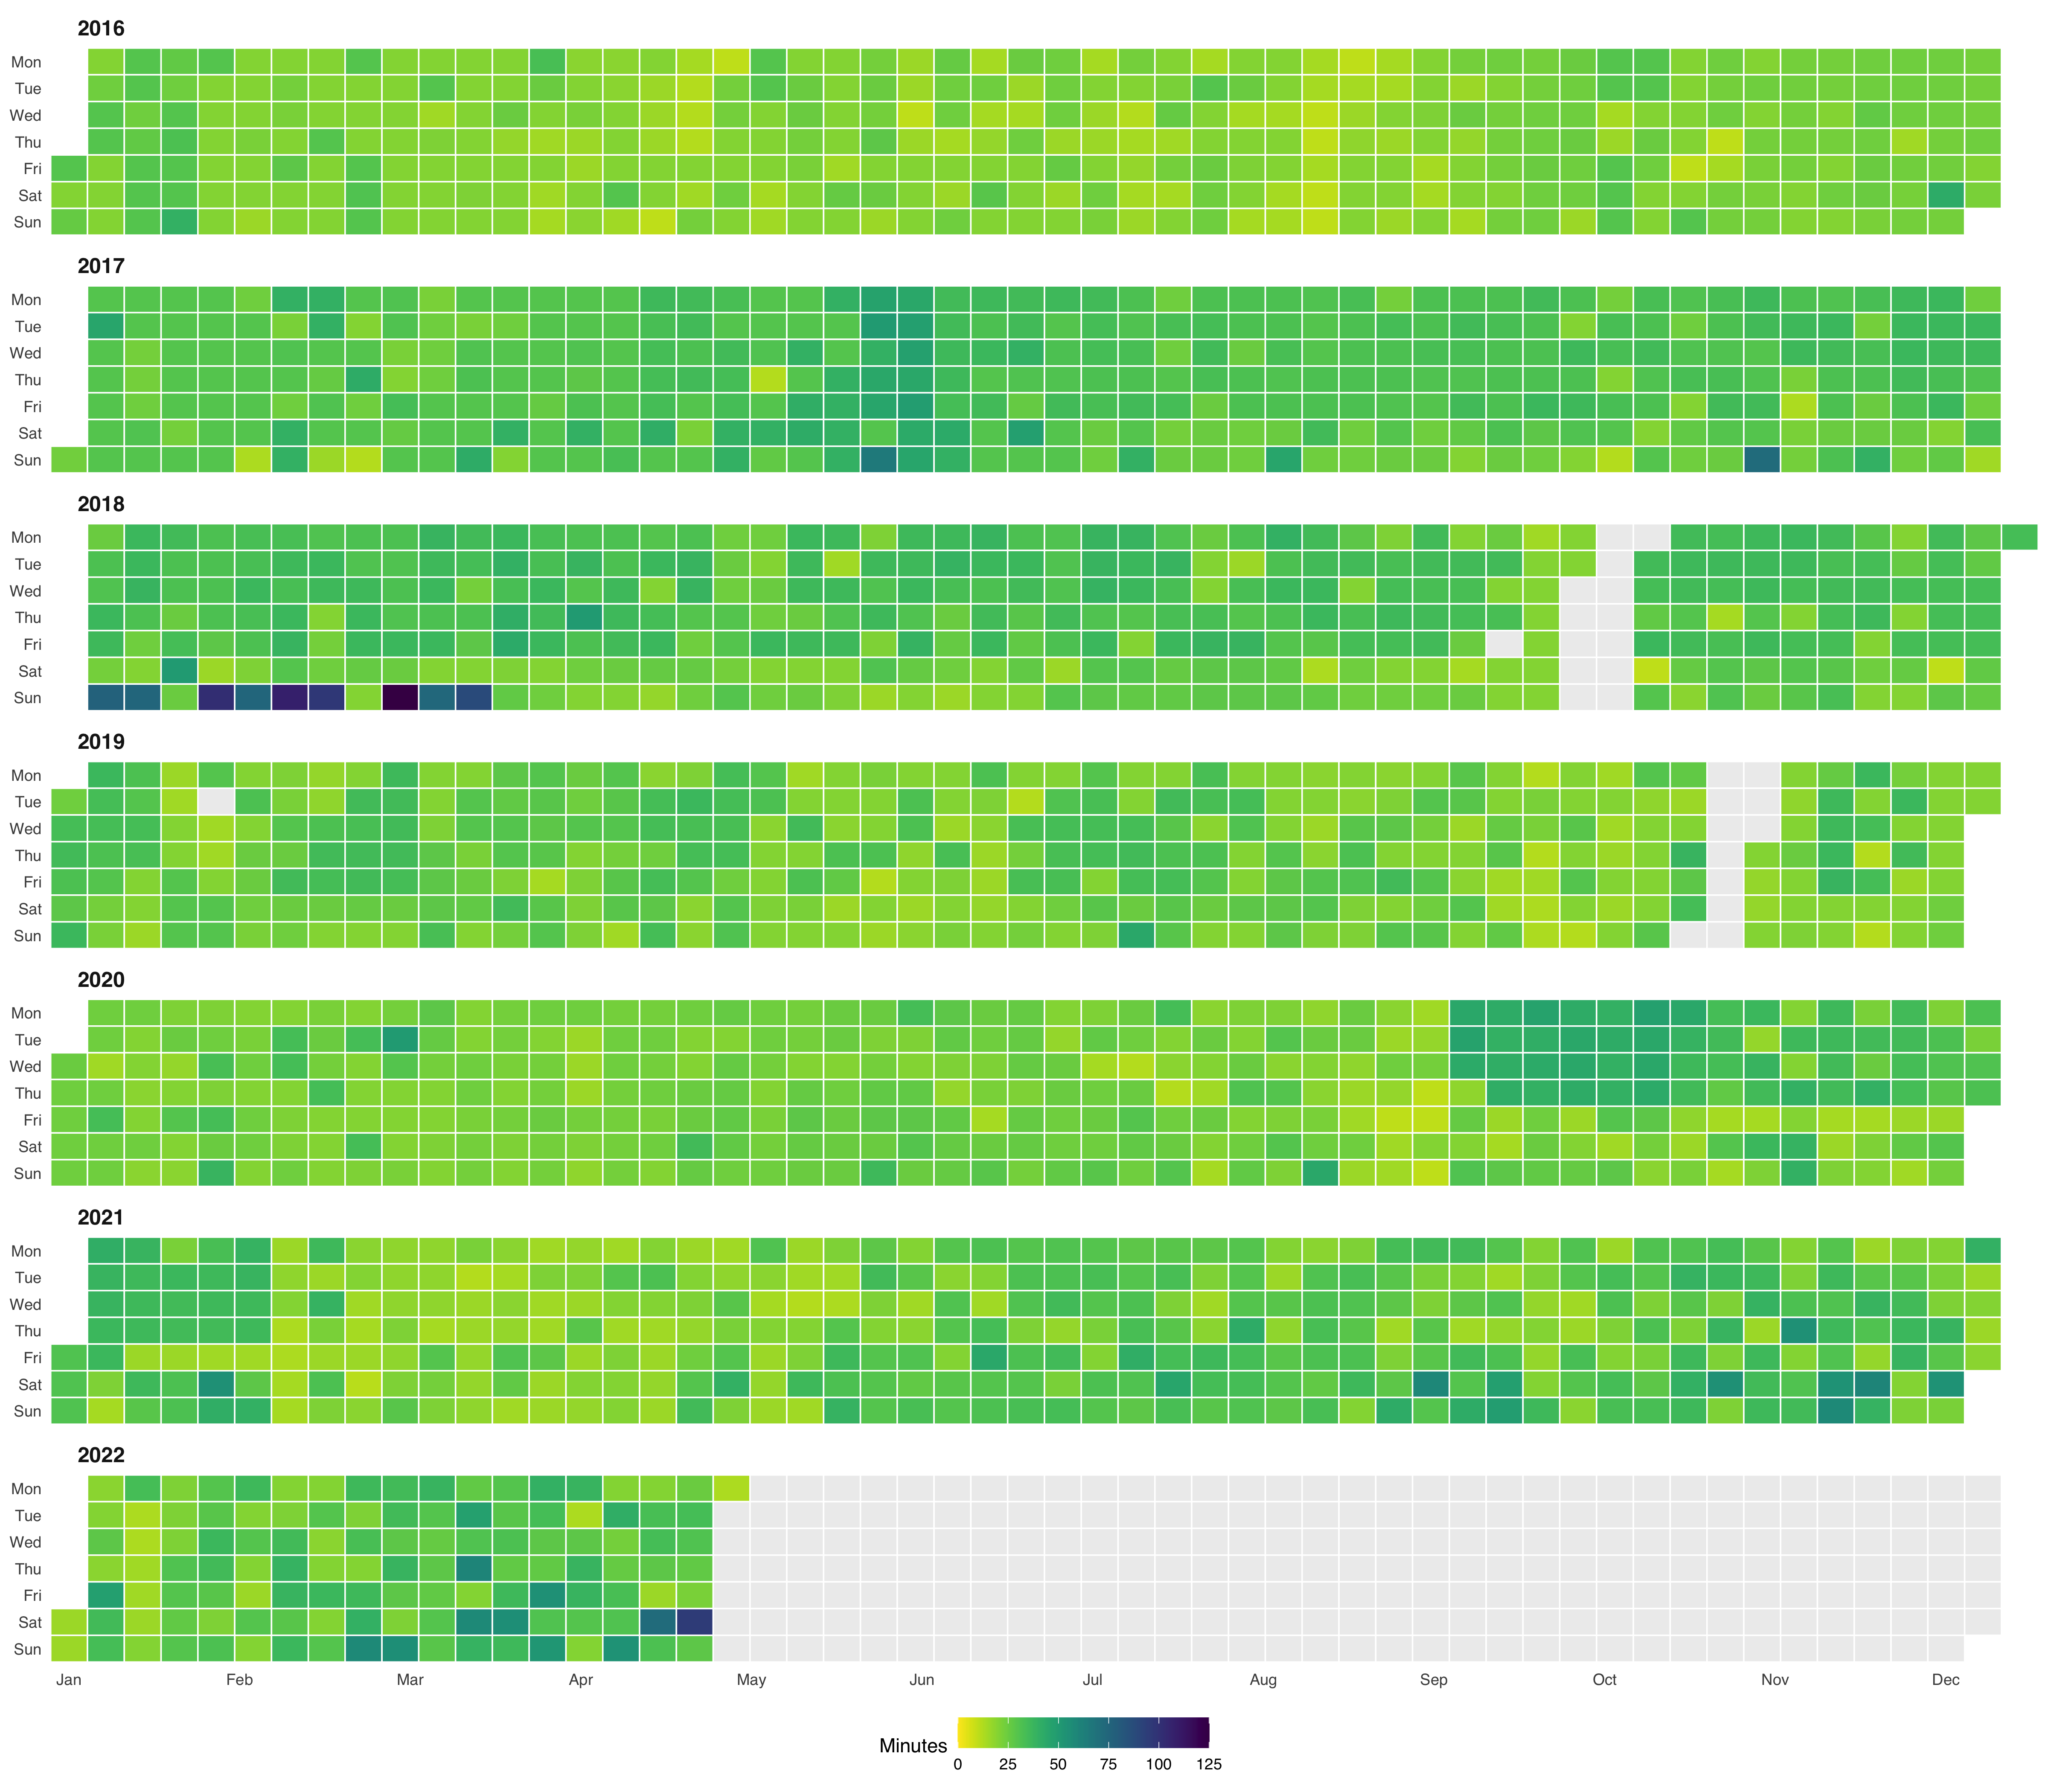 2016
Mon
Tue
Wed
Thu
Fri
Sat
Sun
2017
Mon
Tue
Wed
Thu
Fri
Sat
Sun
2018
Mon
Tue
Wed
Thu
Fri
Sat
Sun
2019
Mon
Tue
Wed
Thu
Fri
Sat
Sun
2020
Mon
Tue
Wed
Thu
Fri
Sat
Sun
2021
Mon
Tue
Wed
Thu
Fri
Sat
Sun
2022
Mon
Tue
Wed
Thu
Fri
Sat
Sun
Jan Feb Mar Apr May Jun Jul Aug Sep Oct Nov Dec
Minutes
0 25 50 75 100 125